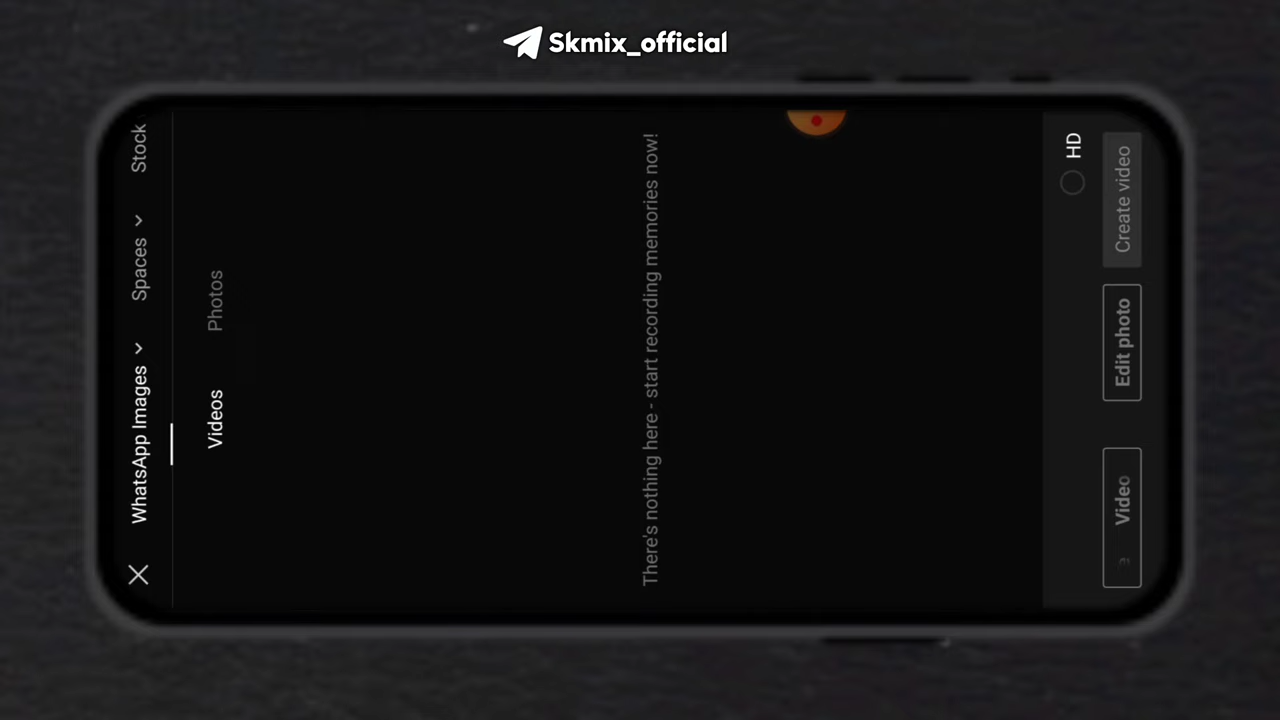 Skmix_official
WhatsApp Images
Spaces
Stock
Videos
Photos
There's nothing here - start recording memories now!
HD
Video
Edit photo
Create video